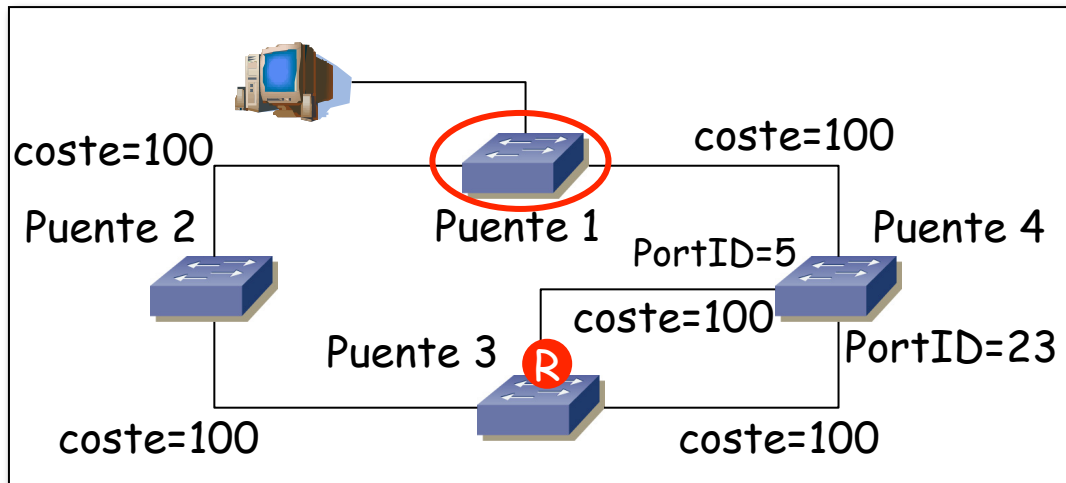 coste=100
coste=100
Puente 2
Puente 1
Puente 4
PortID=5
coste=100
Puente 3
R
PortID=23
coste=100
coste=100